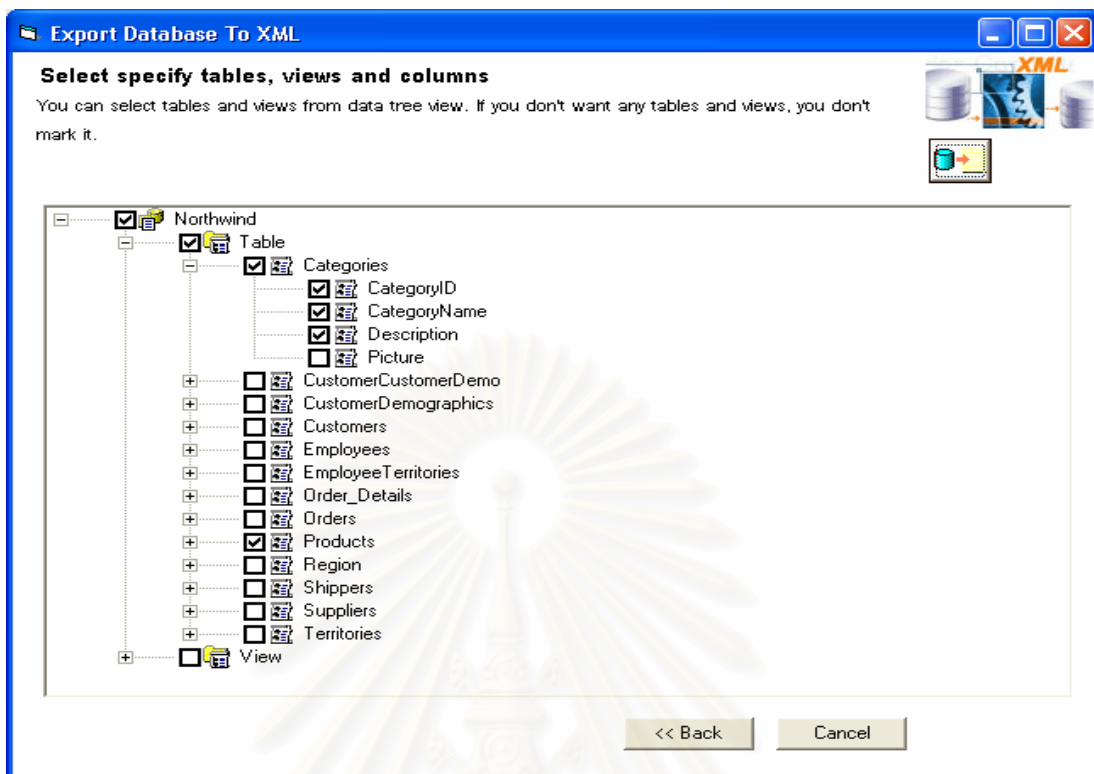 Export Database To XML
XML
Select specify tables, views and columns
You can select tables and views from data tree view. If you don't want any tables and views, you don't
mark it.
Northwind
Table
Categories
CategoryID
CategoryName
Description
Picture
CustomerCustomerDemo
CustomerDemographics
Customers
Employees
EmployeeTerritories
Order_Details
Orders
Products
Region
Shippers
Suppliers
Territories
View
<< Back
Cancel